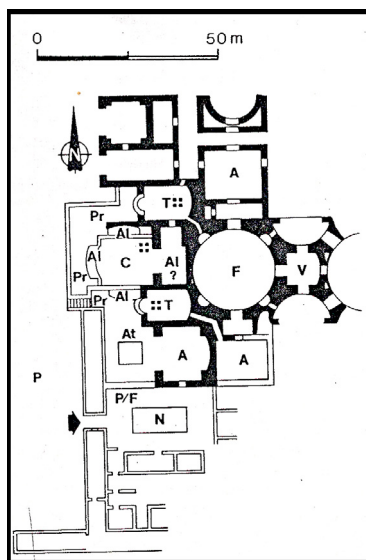 0 50 m
N
A
Pr T
Al
Al C Al F V
Pr ?
Pr Al T
At
A A
P P/F
N